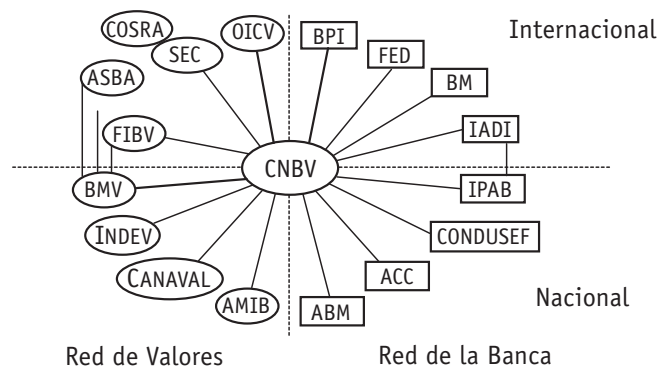 COSRA
OICV
BPI
Internacional
SEC
FED
ASBA
BM
FIBV
IADI
CNBV
BMV
IPAB
INDEV
CONDUSEF
CANAVAL
ACC
AMIB
ABM
Nacional
Red de Valores
Red de la Banca